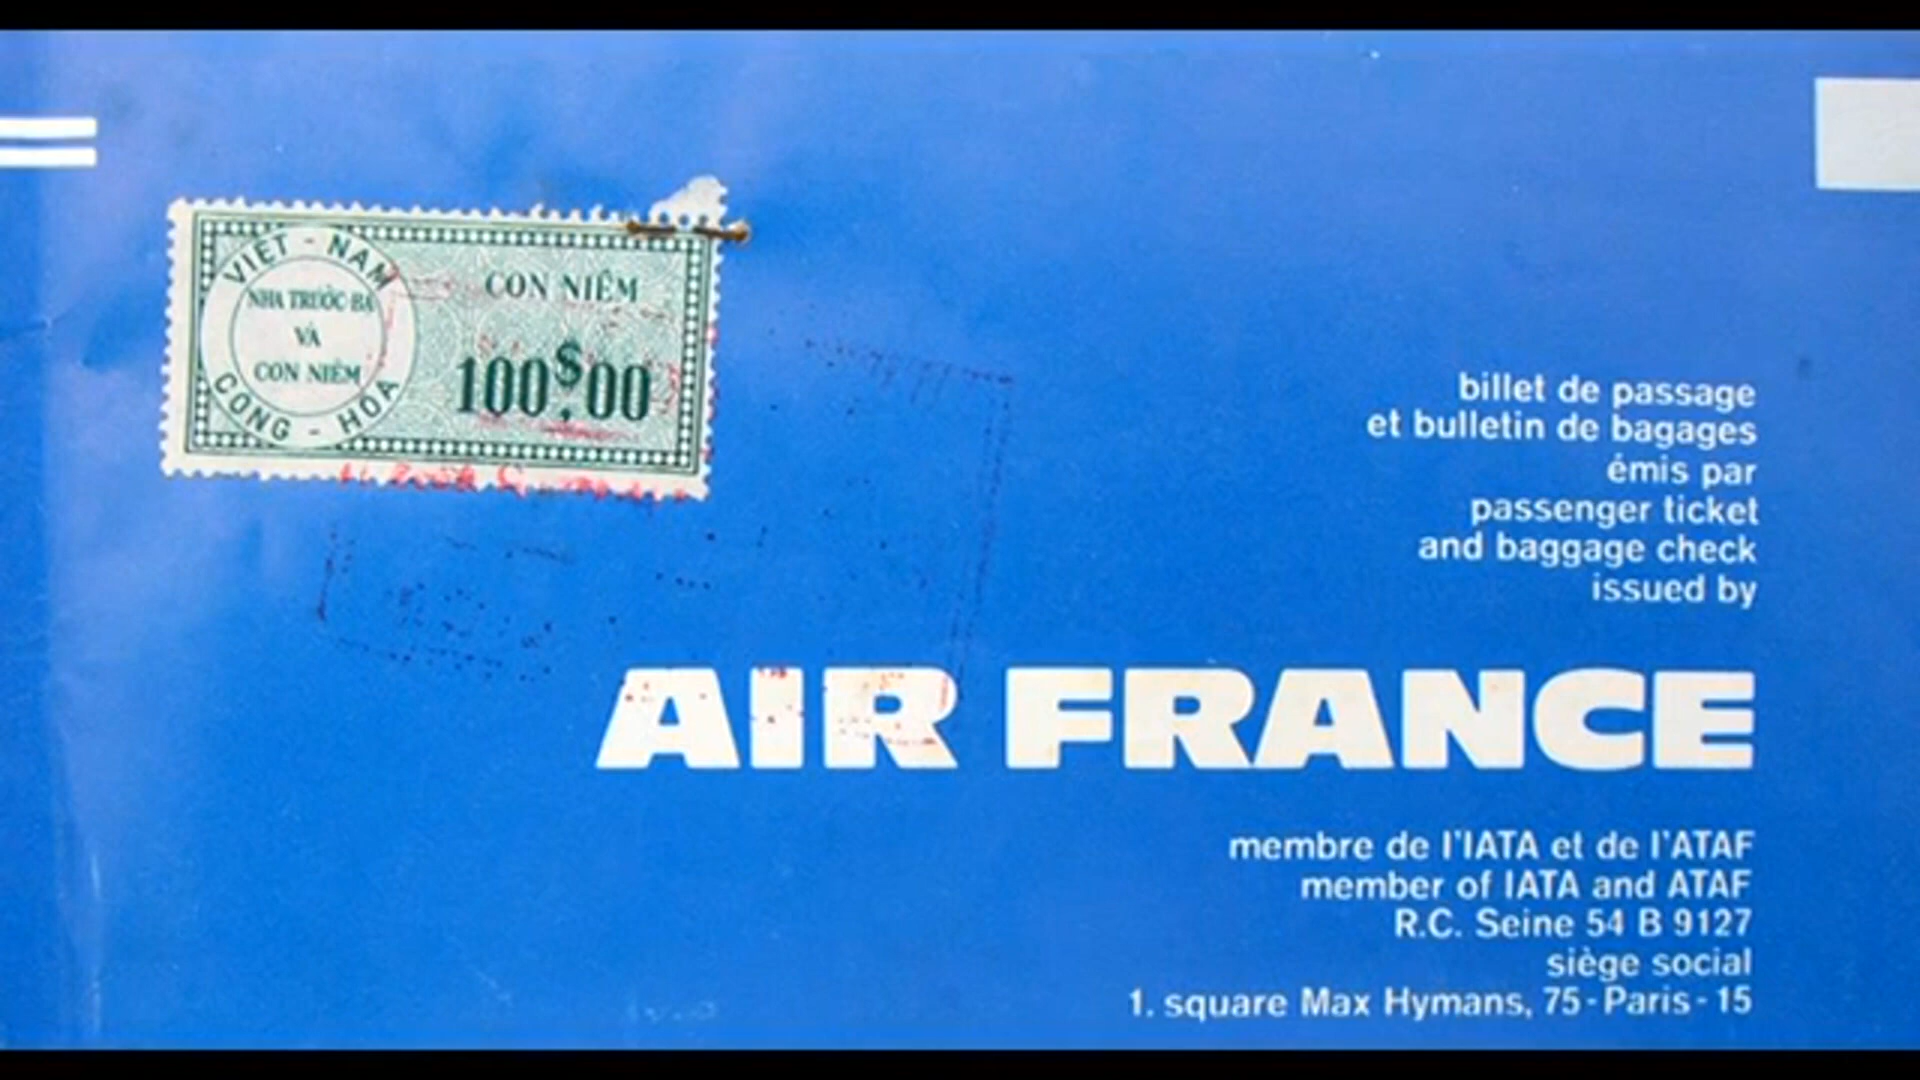 VIỆT - NAM
NHA TRƯỚC-BẠ
VÀ
CON NIÊM
CỘNG - HÒA
CON NIÊM
100$.00
billet de passage
et bulletin de bagages
émis par
passenger ticket
and baggage check
issued by
AIR FRANCE
membre de l'IATA et de l'ATAF
member of IATA and ATAF
R.C. Seine 54 B 9127
siège social
1. square Max Hymans, 75 - Paris - 15